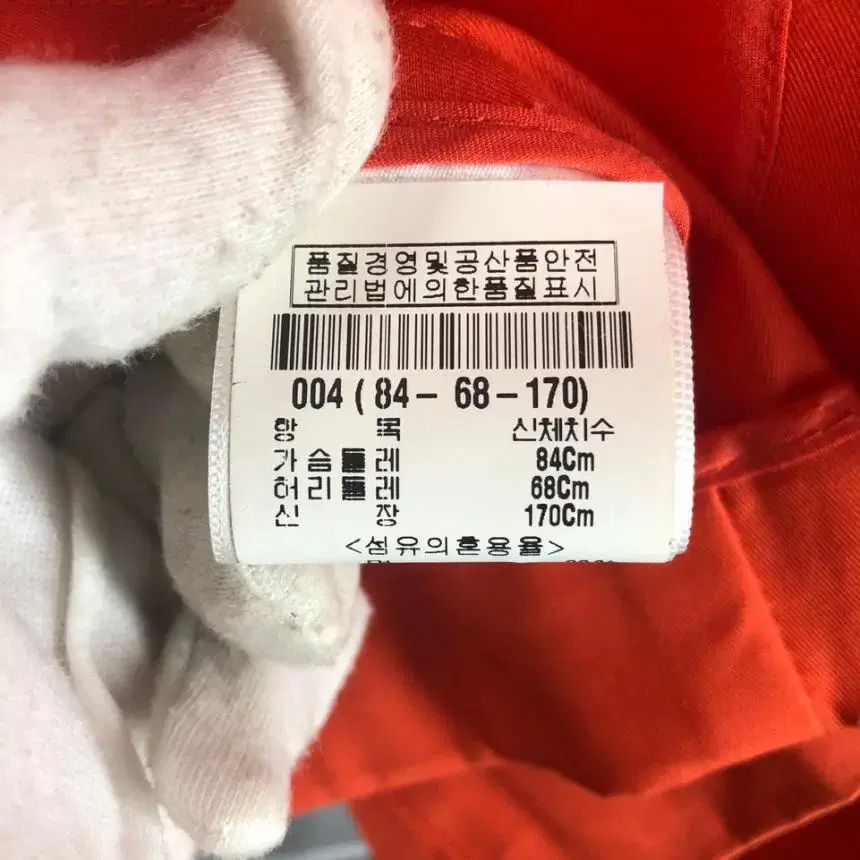 품질경영및공산품안전
관리법에의한품질표시
004 ( 84 - 68 - 170)
항 목 신체치수
가슴둘레 84Cm
허리둘레 68Cm
신 장 170Cm
<섬유의혼용율>